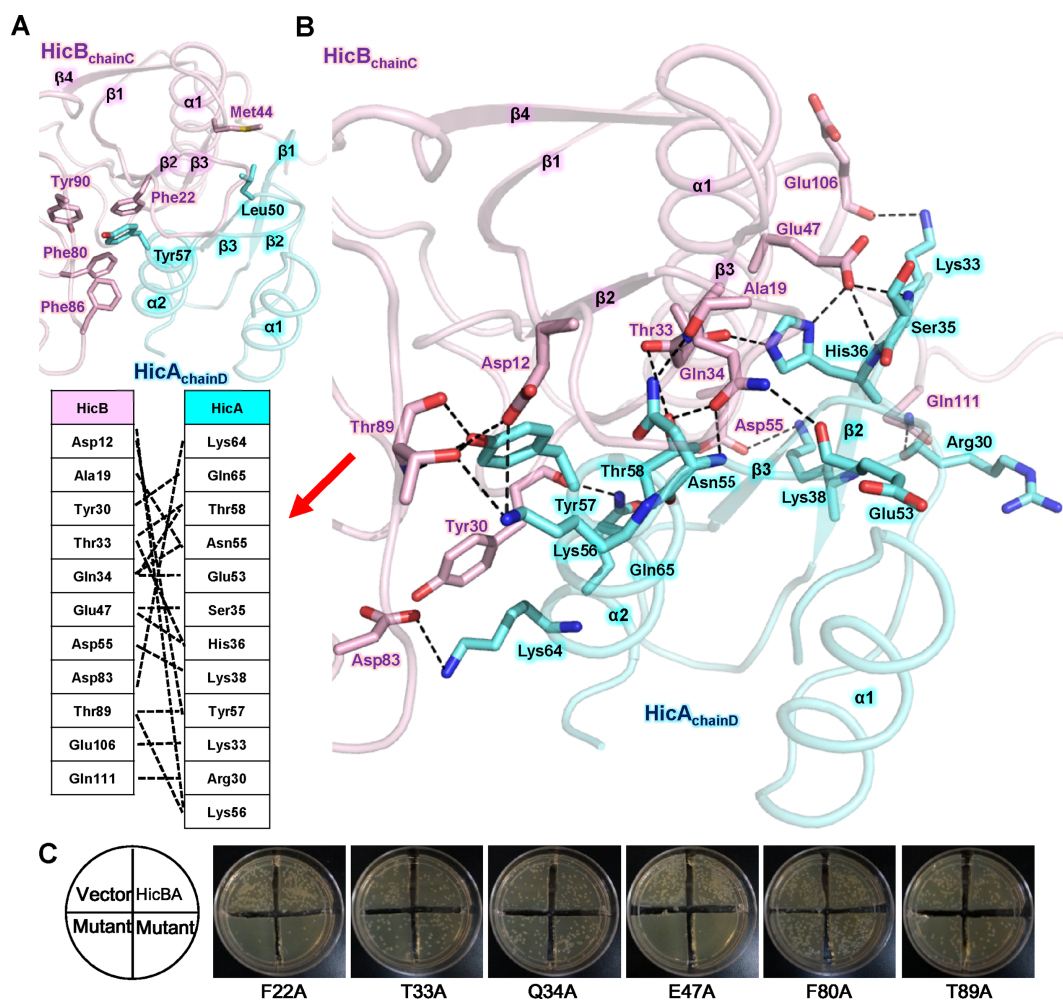 A
HicB chainC
β4
β1
α1
Met44
β1
β2
β3
Tyr90
Phe22
Leu50
Phe80
Tyr57
β3
β2
Phe86
α2
α1
HicA chainD
HicB
HicA
Asp12
Lys64
Ala19
Gln65
Tyr30
Thr58
Thr33
Asn55
Gln34
Glu53
Glu47
Ser35
Asp55
His36
Asp83
Lys38
Thr89
Tyr57
Glu106
Lys33
Gln111
Arg30
Lys56
B
HicB chainC
β4
β1
α1
Glu106
Glu47
β3
Lys33
β2
Ala19
Thr33
Ser35
Asp12
His36
Gln34
Thr89
Gln111
Asp55
β2
Arg30
Thr58
β3
Asn55
Tyr57
Lys38
Glu53
Tyr30
Lys56
Gln65
α2
Asp83
Lys64
α1
HicA chainD
C
Vector
HicBA
Mutant
Mutant
F22A
T33A
Q34A
E47A
F80A
T89A